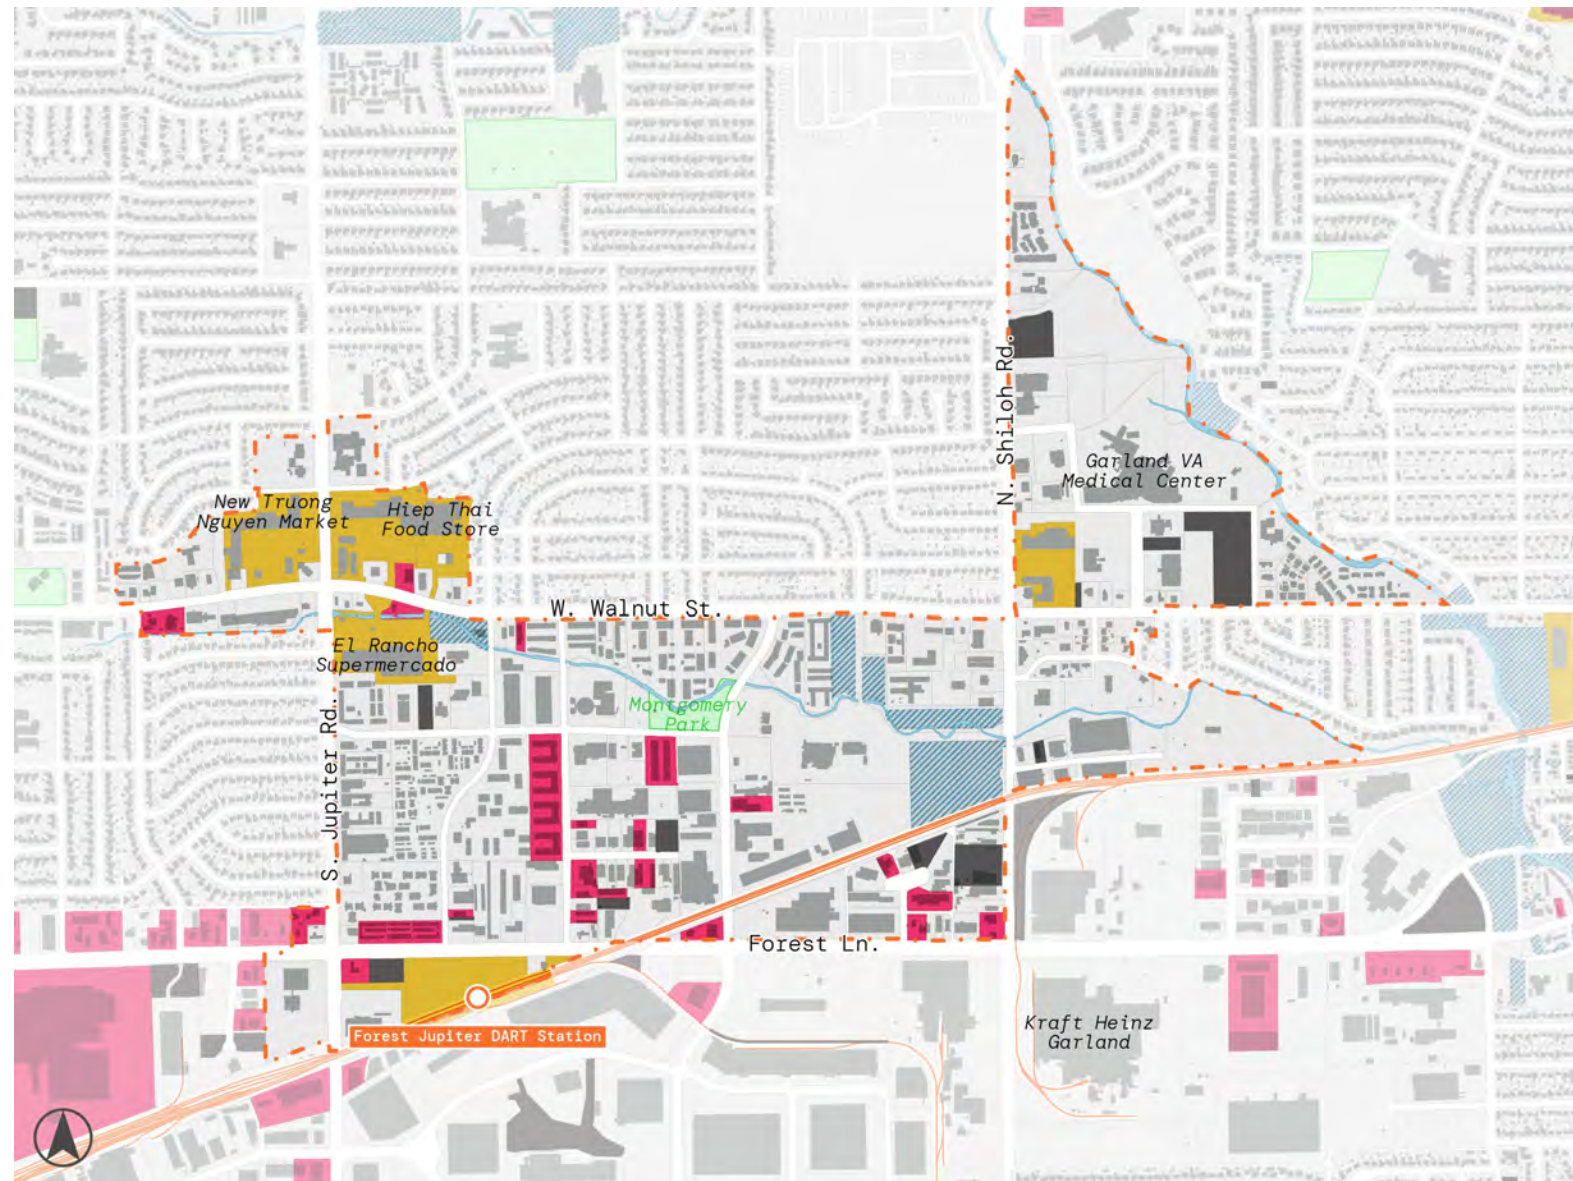 N. Shiloh Rd.
Garland VA
Medical Center
New Truong
Nguyen Market
Hiep Thai
Food Store
W. Walnut St.
El Rancho
Supermercado
Montgomery
Park
S. Jupiter Rd.
Forest Ln.
Forest Jupiter DART Station
Kraft Heinz
Garland